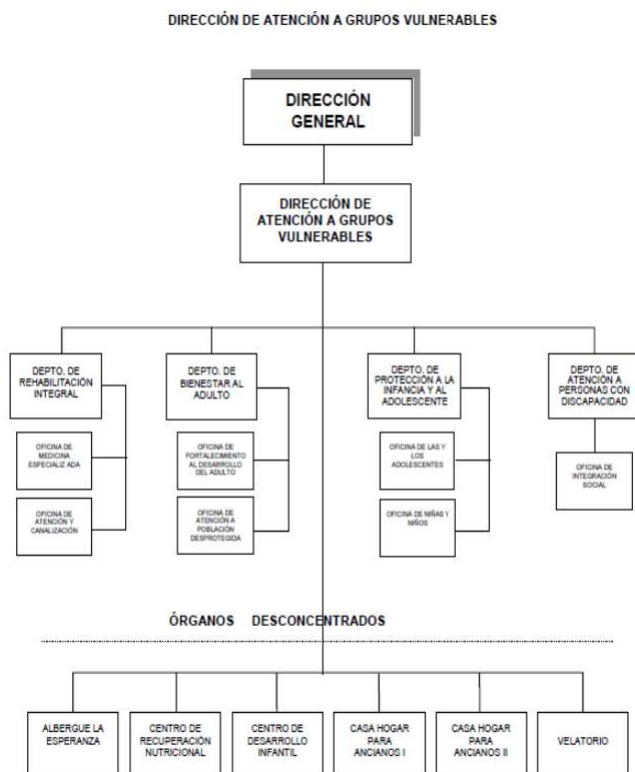 DIRECCIÓN DE ATENCIÓN A GRUPOS VULNERABLES
DIRECCIÓN
GENERAL
DIRECCIÓN DE
ATENCIÓN A GRUPOS
VULNERABLES
DEPTO. DE
REHABILITACIÓN
INTEGRAL
OFICINA DE
MEDICINA
ESPECIALIZ ADA
OFICINA DE
ATENCIÓN Y
CANALIZACIÓN
DEPTO. DE
BIENESTAR AL
ADULTO
OFICINA DE
FORTALECIMIENTO
AL DESARROLLO
DEL ADULTO
OFICINA DE
ATENCIÓN A
POBLACIÓN
DESPROTEGIDA
DEPTO. DE
PROTECCIÓN A LA
INFANCIA Y AL
ADOLESCENTE
OFICINA DE LAS Y
LOS
ADOLESCENTES
OFICINA DE NIÑAS Y
NIÑOS
DEPTO. DE
ATENCIÓN A
PERSONAS CON
DISCAPACIDAD
OFICINA DE
INTEGRACIÓN
SOCIAL
ÓRGANOS DESCONCENTRADOS
ALBERGUE LA
ESPERANZA
CENTRO DE
RECUPERACIÓN
NUTRICIONAL
CENTRO DE
DESARROLLO
INFANTIL
CASA HOGAR
PARA
ANCIANOS I
CASA HOGAR
PARA
ANCIANOS II
VELATORIO